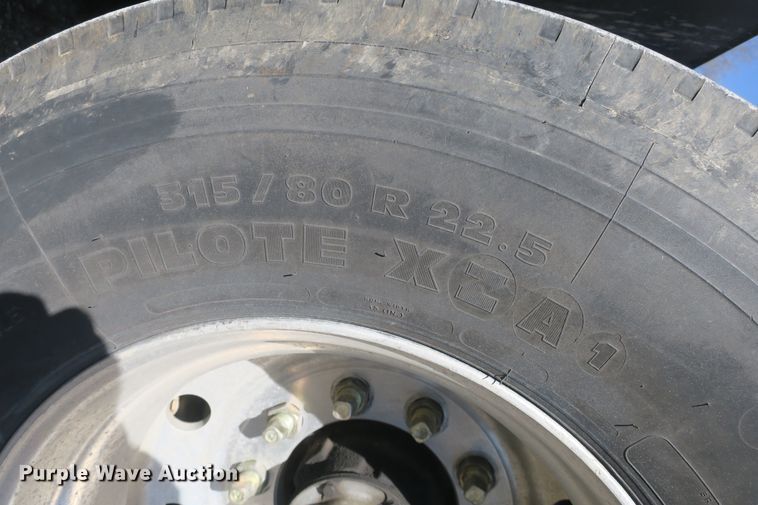 315/80 R 22.5
PILOTE XZA1
Purple Wave Auction